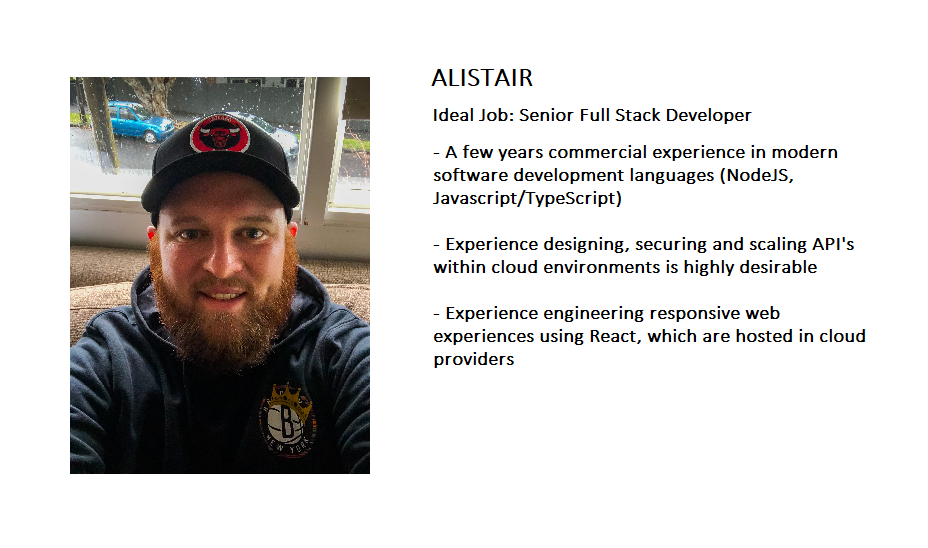 ALISTAIR
Ideal Job: Senior Full Stack Developer
- A few years commercial experience in modern
software development languages (NodeJS,
Javascript/TypeScript)
- Experience designing, securing and scaling API's
within cloud environments is highly desirable
- Experience engineering responsive web
experiences using React, which are hosted in cloud
providers
B
NEW YORK